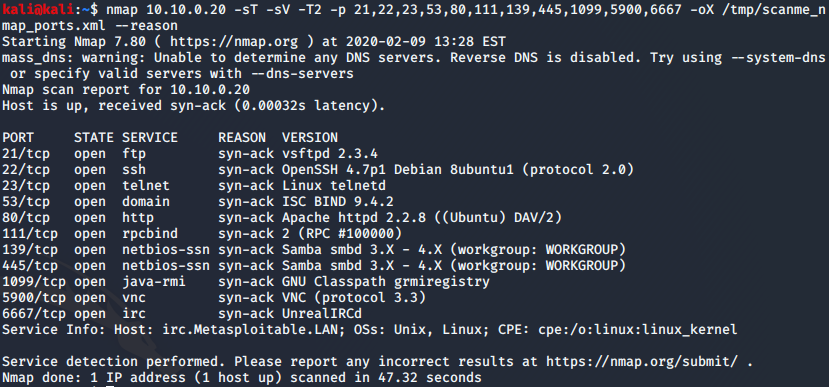 kali@kali:~$ nmap 10.10.0.20 -sT -sV -T2 -p 21,22,23,53,80,111,139,445,1099,5900,6667 -oX /tmp/scanme_n
map_ports.xml --reason
Starting Nmap 7.80 ( https://nmap.org ) at 2020-02-09 13:28 EST
mass_dns: warning: Unable to determine any DNS servers. Reverse DNS is disabled. Try using --system-dns
 or specify valid servers with --dns-servers
Nmap scan report for 10.10.0.20
Host is up, received syn-ack (0.00032s latency).
PORT     STATE SERVICE     REASON  VERSION
21/tcp   open  ftp         syn-ack vsftpd 2.3.4
22/tcp   open  ssh         syn-ack OpenSSH 4.7p1 Debian 8ubuntu1 (protocol 2.0)
23/tcp   open  telnet      syn-ack Linux telnetd
53/tcp   open  domain      syn-ack ISC BIND 9.4.2
80/tcp   open  http        syn-ack Apache httpd 2.2.8 ((Ubuntu) DAV/2)
111/tcp  open  rpcbind     syn-ack 2 (RPC #100000)
139/tcp  open  netbios-ssn syn-ack Samba smbd 3.X - 4.X (workgroup: WORKGROUP)
445/tcp  open  netbios-ssn syn-ack Samba smbd 3.X - 4.X (workgroup: WORKGROUP)
1099/tcp open  java-rmi    syn-ack GNU Classpath grmiregistry
5900/tcp open  vnc         syn-ack VNC (protocol 3.3)
6667/tcp open  irc         syn-ack UnrealIRCd
Service Info: Host: irc.Metasploitable.LAN; OSs: Unix, Linux; CPE: cpe:/o:linux:linux_kernel
Service detection performed. Please report any incorrect results at https://nmap.org/submit/ .
Nmap done: 1 IP address (1 host up) scanned in 47.32 seconds